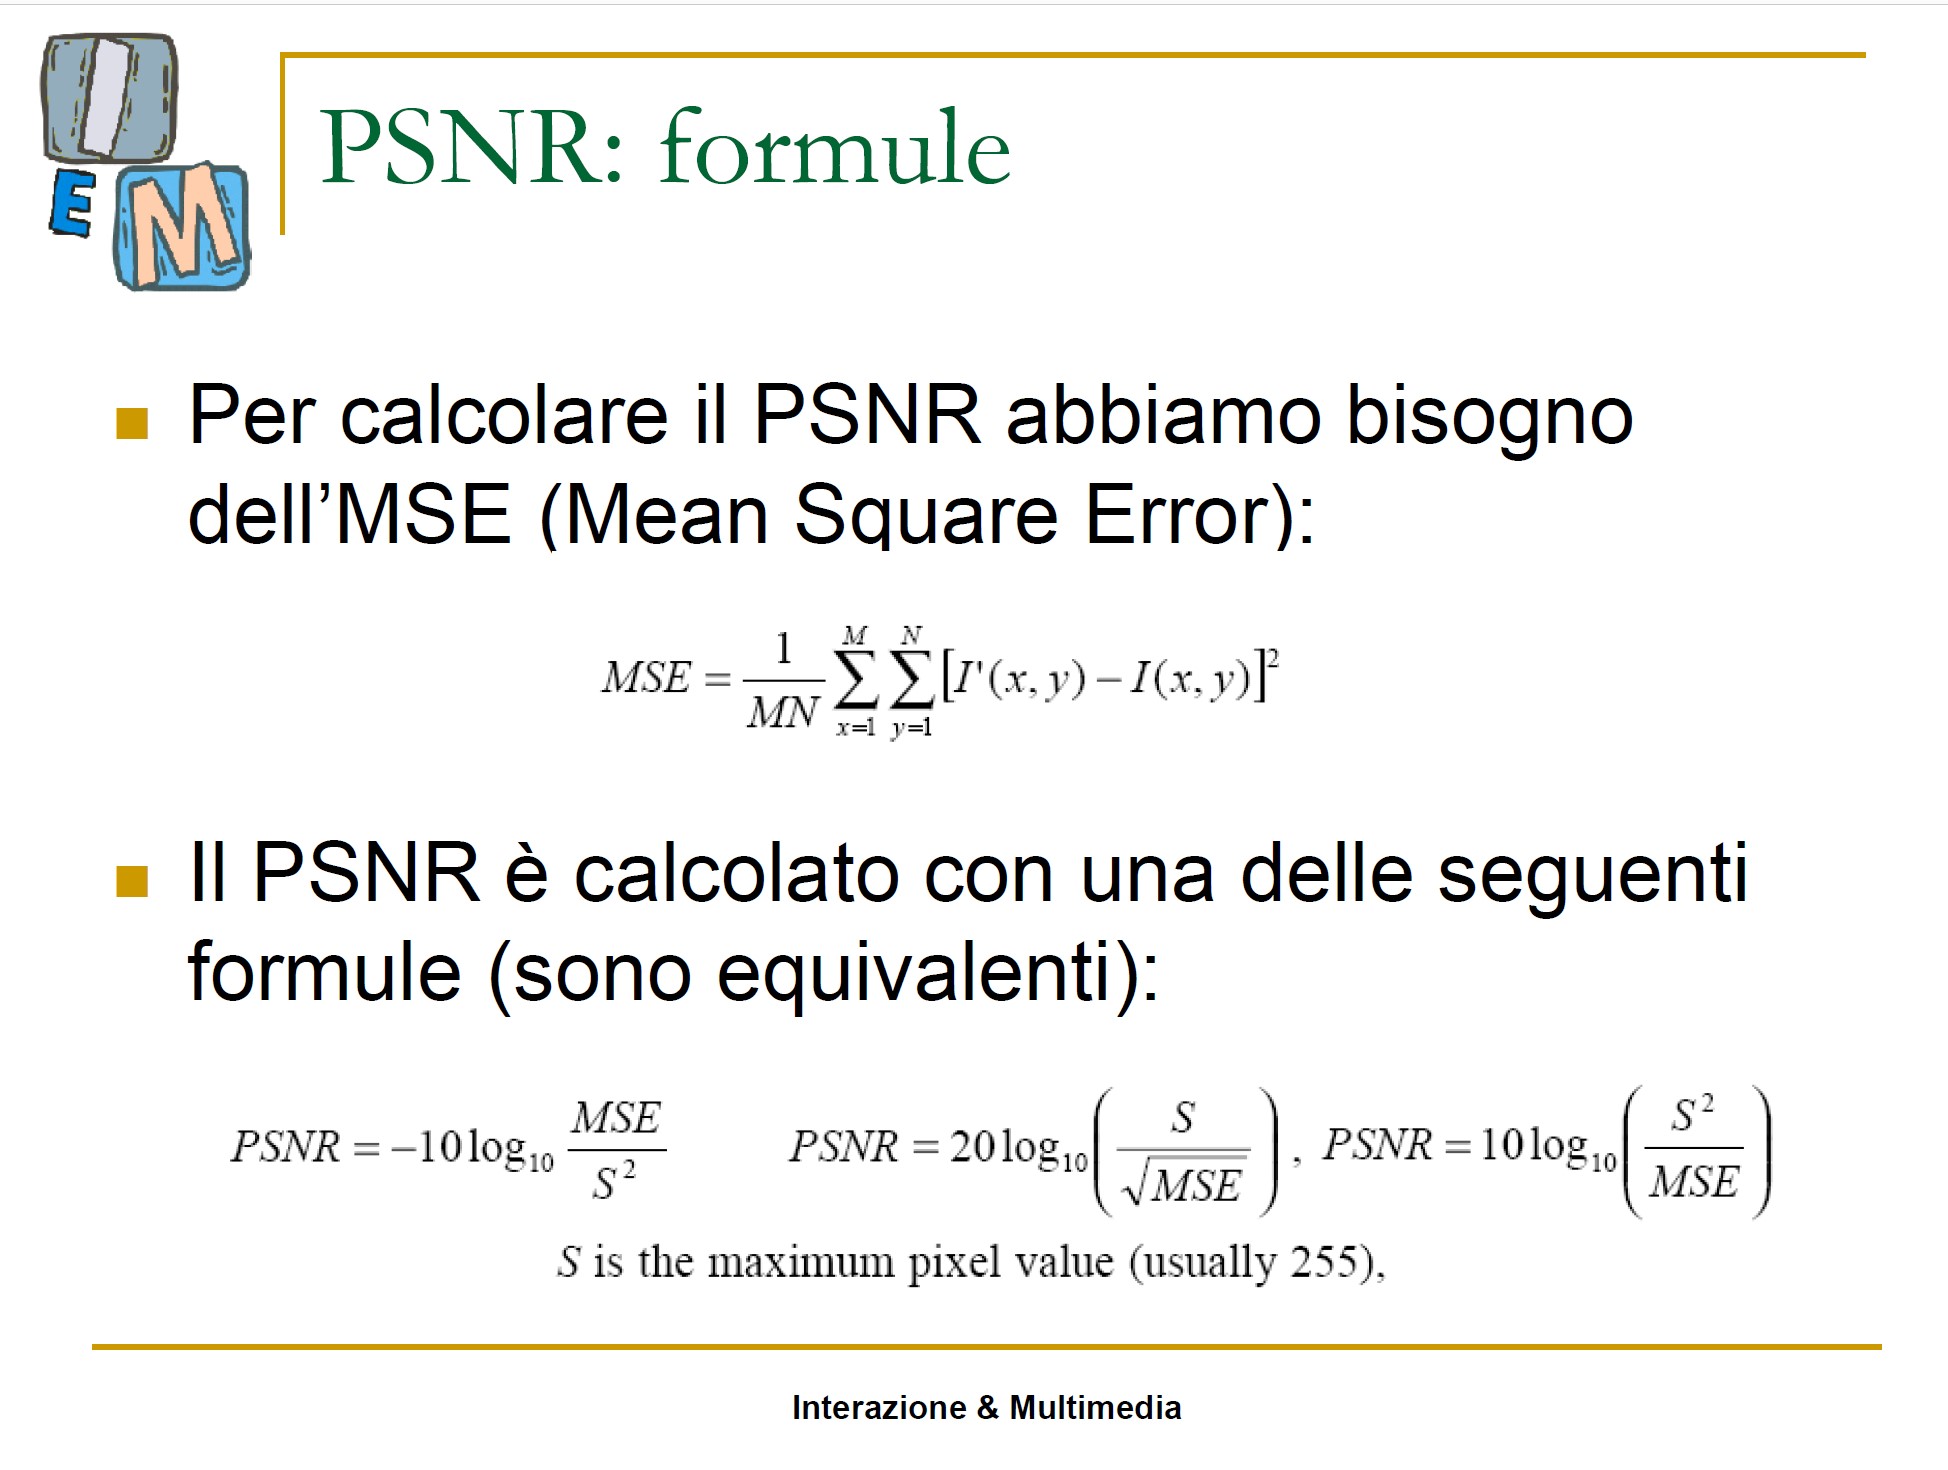 I
E M
PSNR: formule
Per calcolare il PSNR abbiamo bisogno
dell’MSE (Mean Square Error):
MSE = \frac{1}{MN} \sum_{x=1}^{M} \sum_{y=1}^{N} [I'(x, y) – I(x, y)]^2
Il PSNR è calcolato con una delle seguenti
formule (sono equivalenti):
PSNR = –10 log_{10} \frac{MSE}{S^2} PSNR = 20 log_{10} \left( \frac{S}{\sqrt{MSE}} \right), PSNR = 10 log_{10} \left( \frac{S^2}{MSE} \right)
S is the maximum pixel value (usually 255),
Interazione & Multimedia